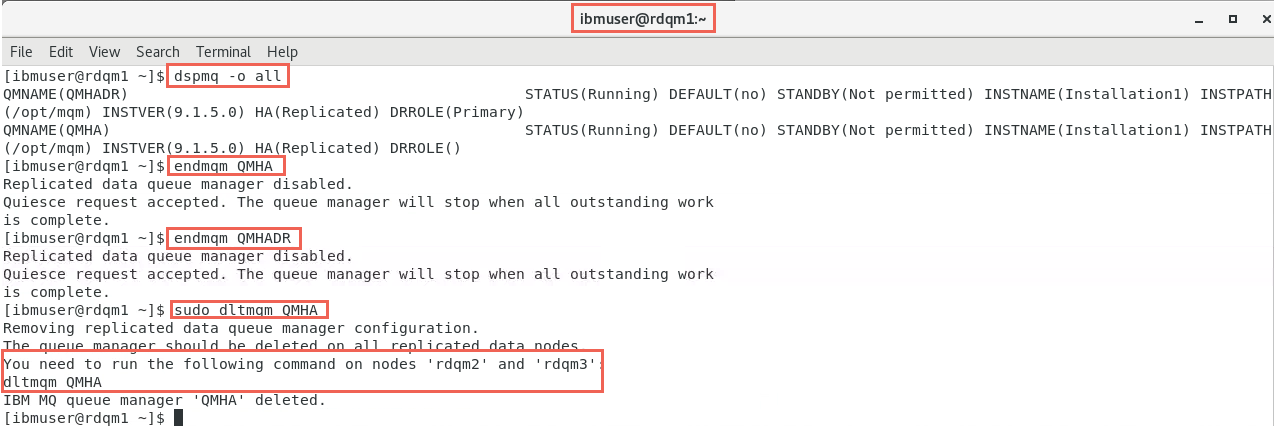 ibmuser@rdqm1:~
File Edit View Search Terminal Help
[ibmuser@rdqm1 ~]$ dspmq -o all
QMNAME(QMHADR) STATUS(Running) DEFAULT(no) STANDBY(Not permitted) INSTNAME(Installation1) INSTPATH
(/opt/mqm) INSTVER(9.1.5.0) HA(Replicated) DRROLE(Primary)
QMNAME(QMHA) STATUS(Running) DEFAULT(no) STANDBY(Not permitted) INSTNAME(Installation1) INSTPATH
(/opt/mqm) INSTVER(9.1.5.0) HA(Replicated) DRROLE()
[ibmuser@rdqm1 ~]$ endmqm QMHA
Replicated data queue manager disabled.
Quiesce request accepted. The queue manager will stop when all outstanding work
is complete.
[ibmuser@rdqm1 ~]$ endmqm QMHADR
Replicated data queue manager disabled.
Quiesce request accepted. The queue manager will stop when all outstanding work
is complete.
[ibmuser@rdqm1 ~]$ sudo dltmqm QMHA
Removing replicated data queue manager configuration.
The queue manager should be deleted on all replicated data nodes.
You need to run the following command on nodes 'rdqm2' and 'rdqm3':
dltmqm QMHA
IBM MQ queue manager 'QMHA' deleted.
[ibmuser@rdqm1 ~]$